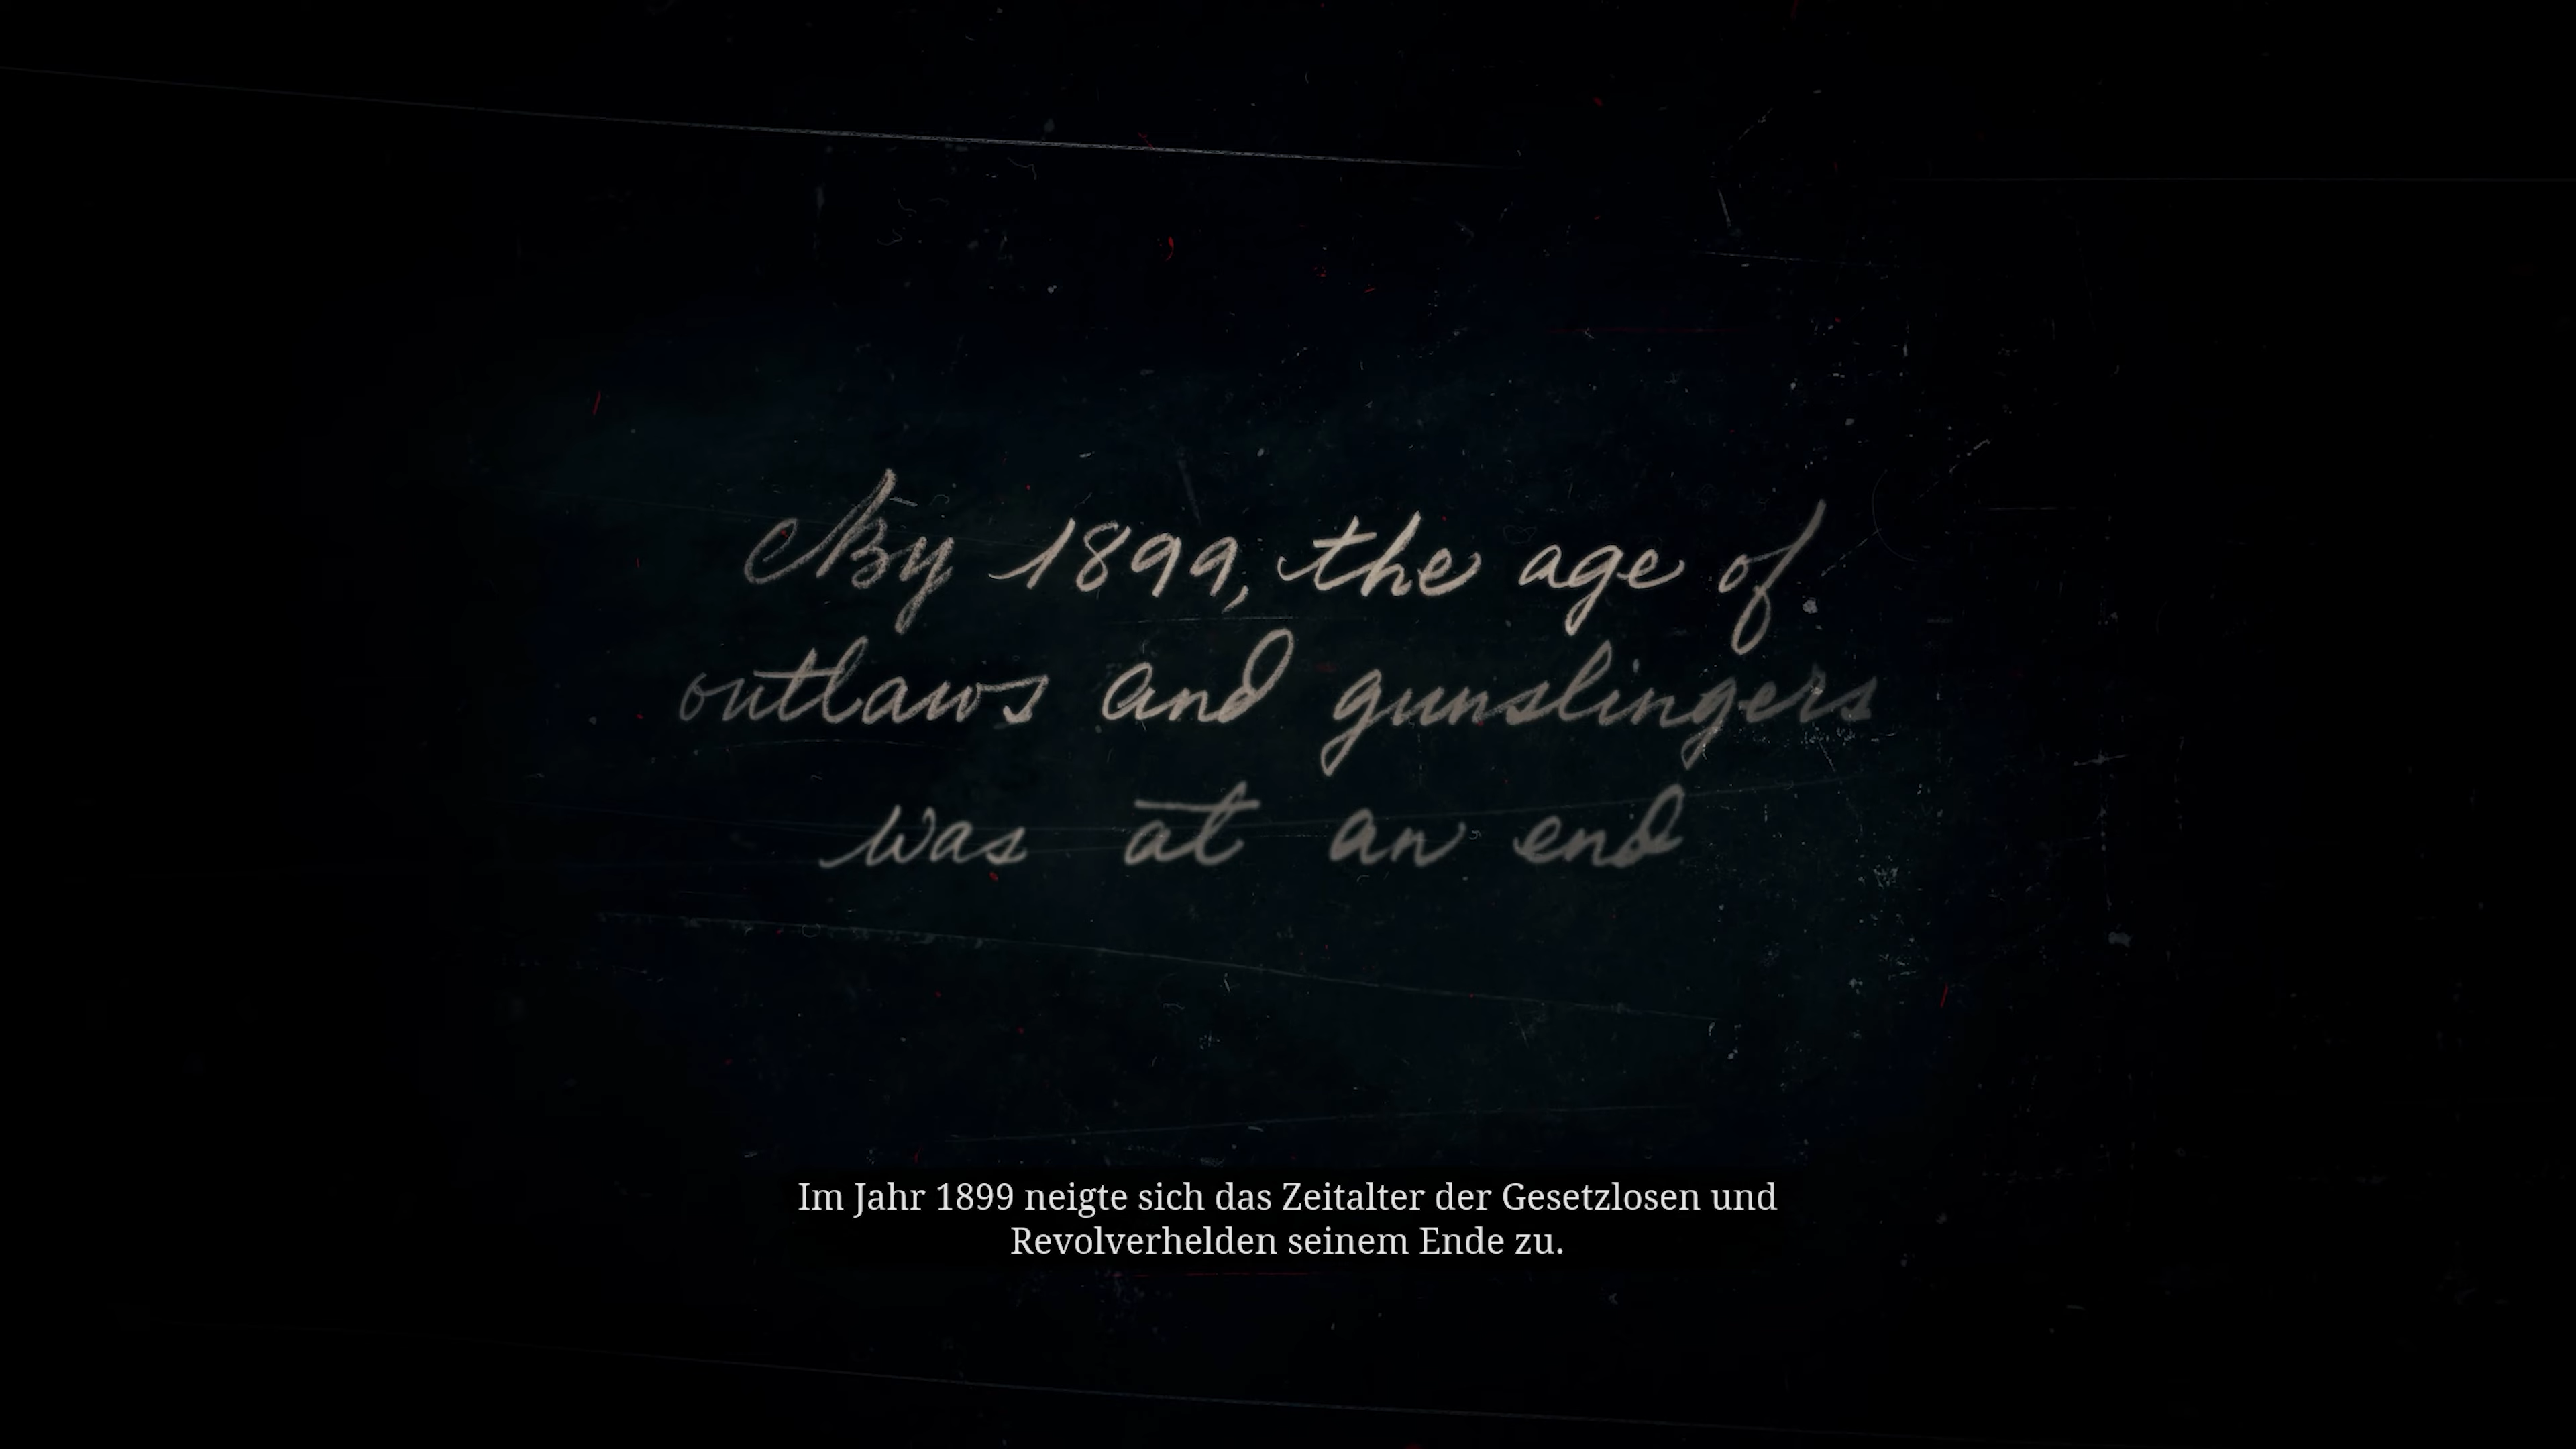 By 1899, the age of
outlaws and gunslingers
was at an end
Im Jahr 1899 neigte sich das Zeitalter der Gesetzlosen und
Revolverhelden seinem Ende zu.